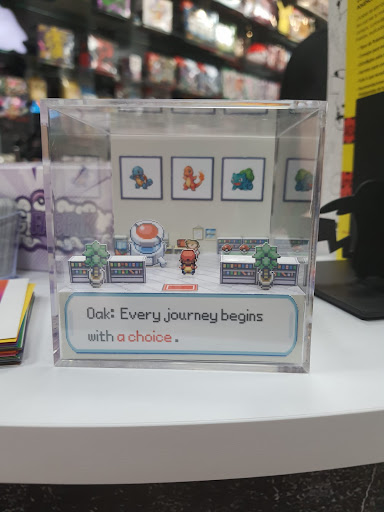 Oak: Every journey begins
with a choice.